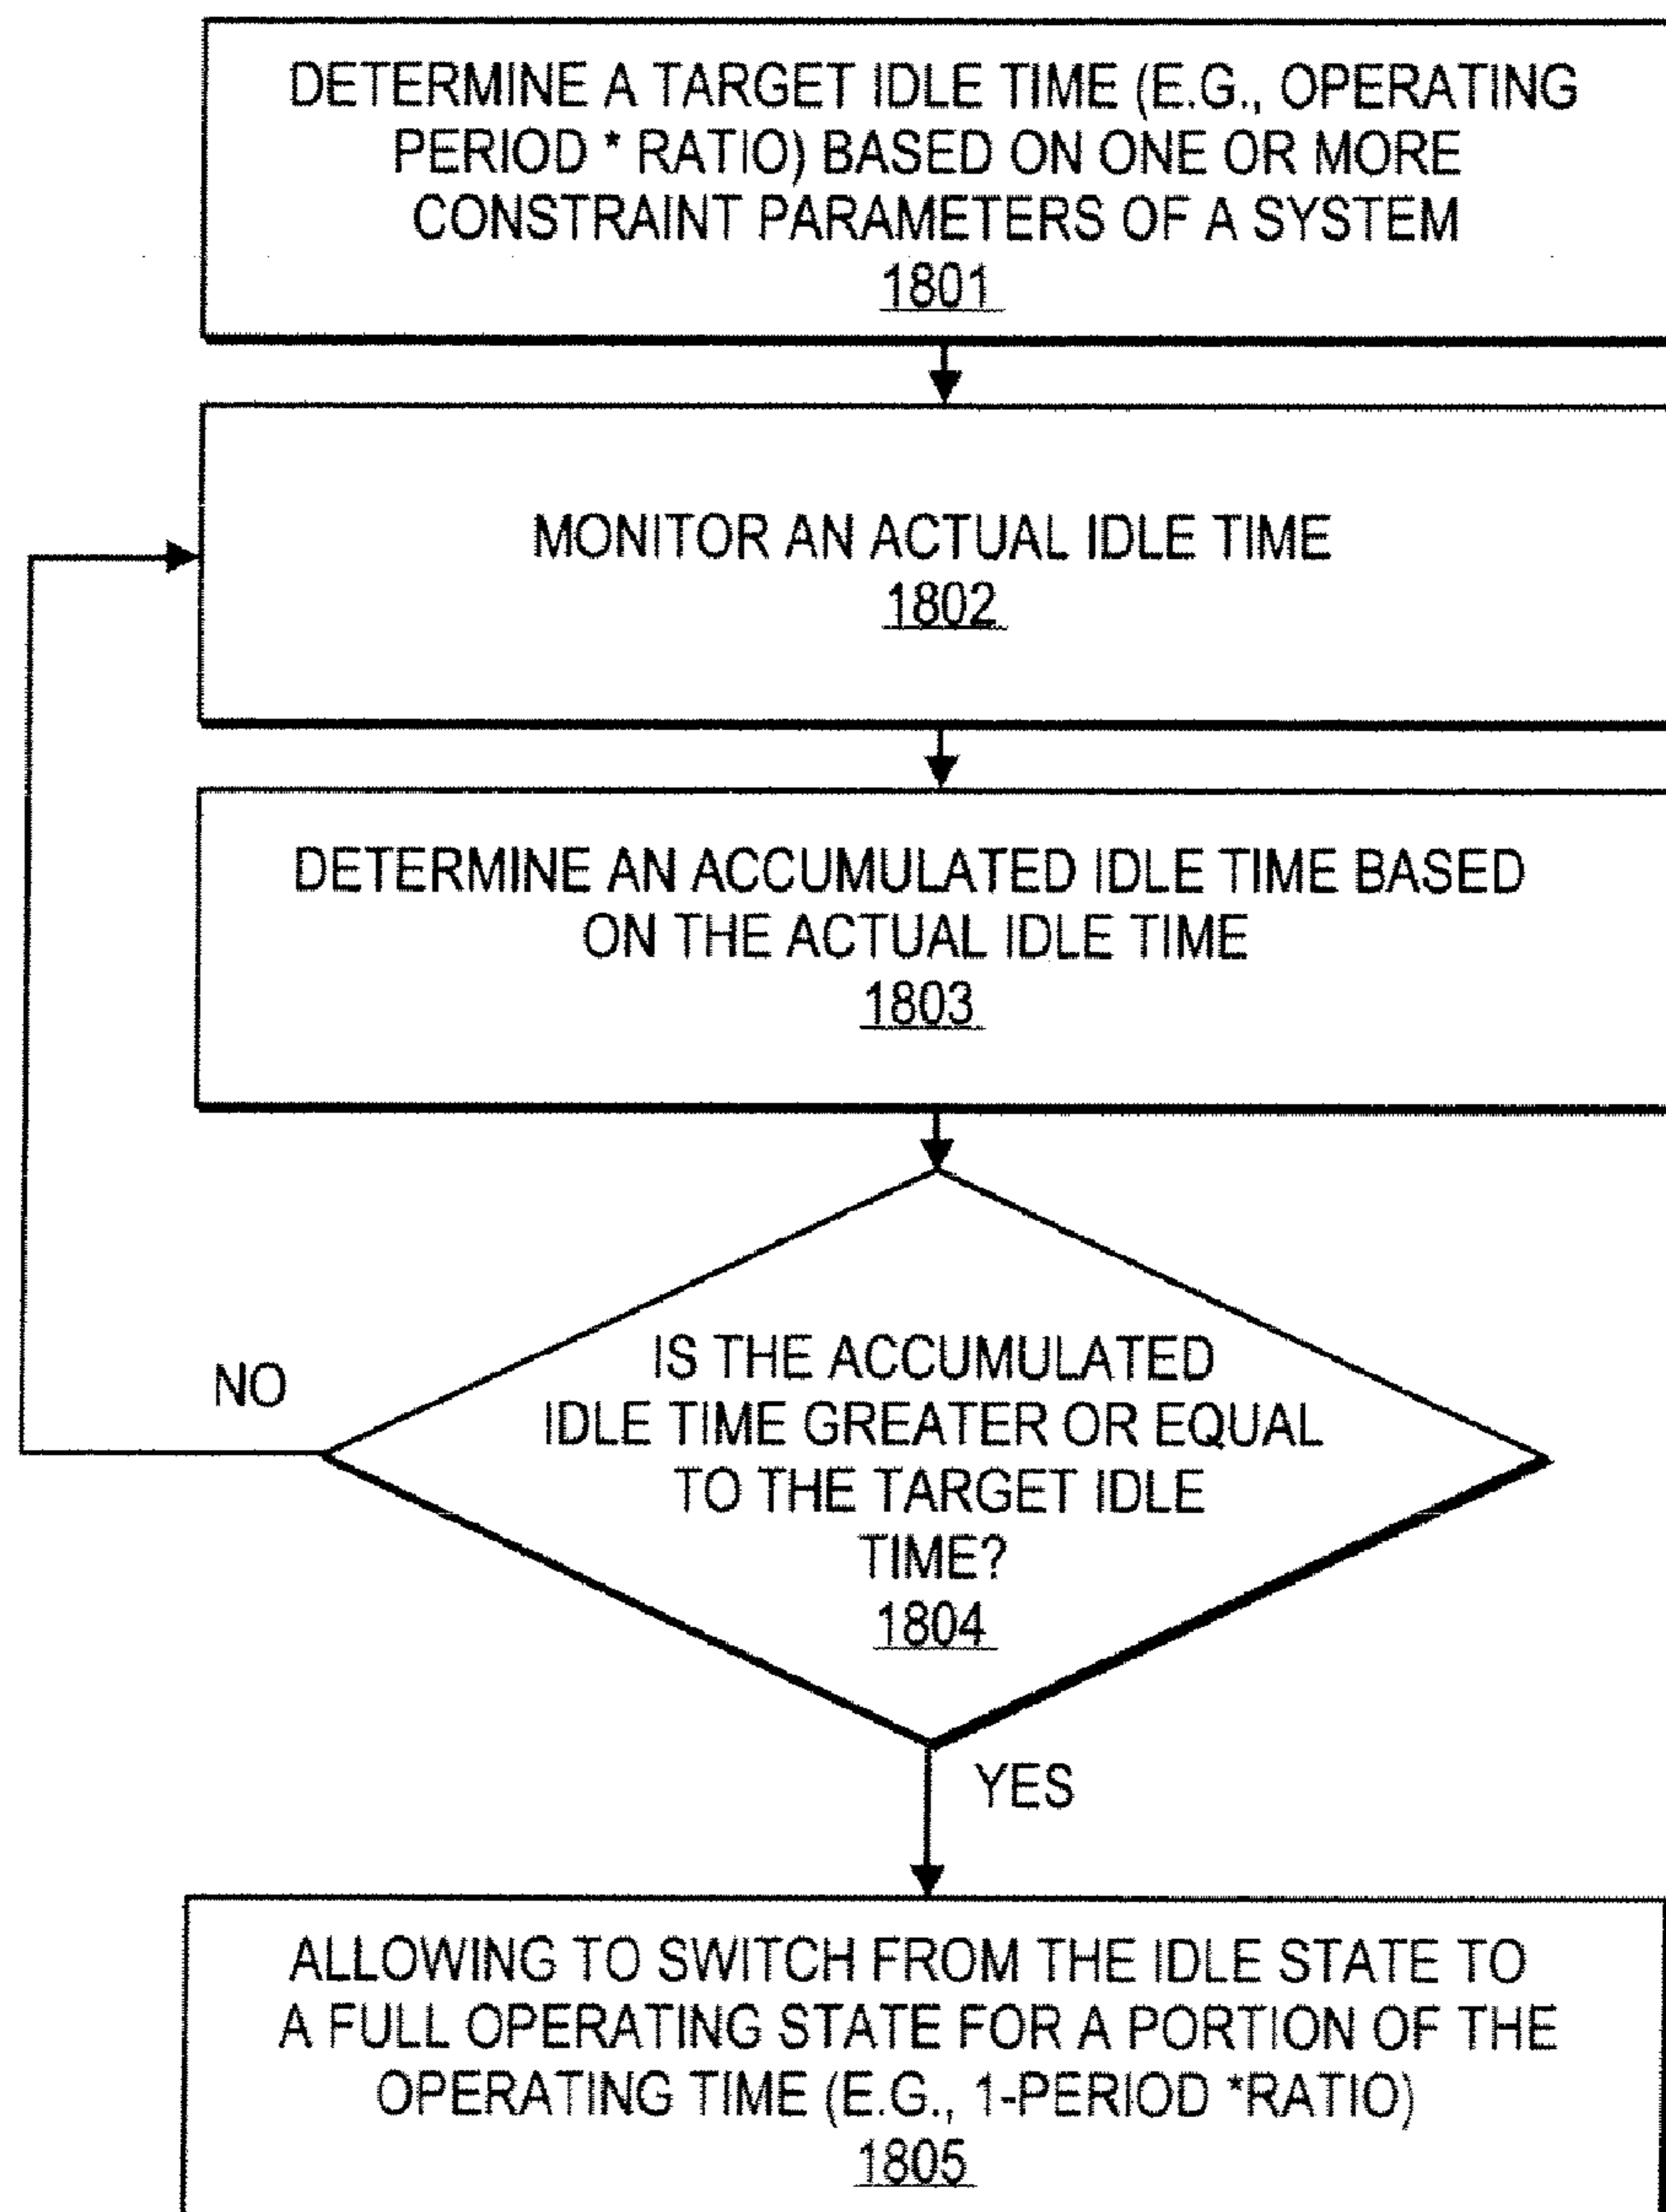 DETERMINE A TARGET IDLE TIME (E.G., OPERATING
PERIOD * RATIO) BASED ON ONE OR MORE
CONSTRAINT PARAMETERS OF A SYSTEM
1801
MONITOR AN ACTUAL IDLE TIME
1802
DETERMINE AN ACCUMULATED IDLE TIME BASED
ON THE ACTUAL IDLE TIME
1803
IS THE ACCUMULATED
IDLE TIME GREATER OR EQUAL
TO THE TARGET IDLE
TIME?
1804
NO
YES
ALLOWING TO SWITCH FROM THE IDLE STATE TO
A FULL OPERATING STATE FOR A PORTION OF THE
OPERATING TIME (E.G., 1-PERIOD *RATIO)
1805